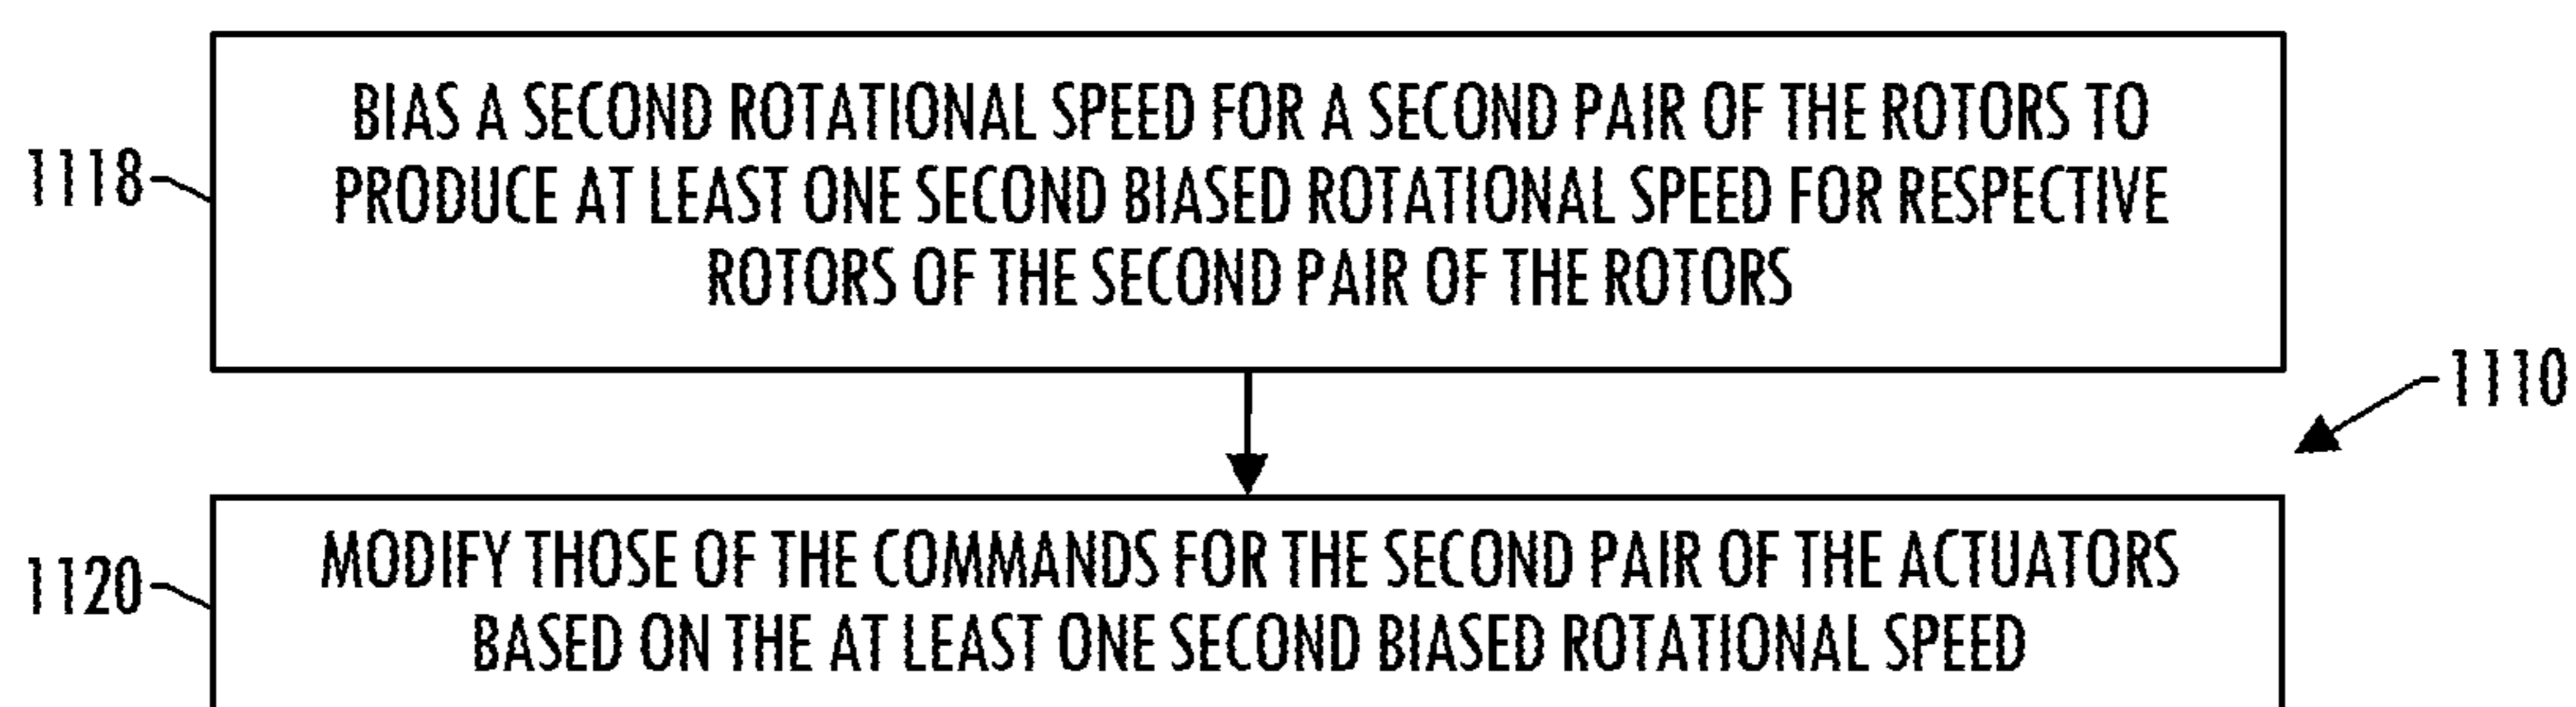 BIAS A SECOND ROTATIONAL SPEED FOR A SECOND PAIR OF THE ROTORS TO
PRODUCE AT LEAST ONE SECOND BIASED ROTATIONAL SPEED FOR RESPECTIVE
ROTORS OF THE SECOND PAIR OF THE ROTORS
1118
1110
MODIFY THOSE OF THE COMMANDS FOR THE SECOND PAIR OF THE ACTUATORS
BASED ON THE AT LEAST ONE SECOND BIASED ROTATIONAL SPEED
1120